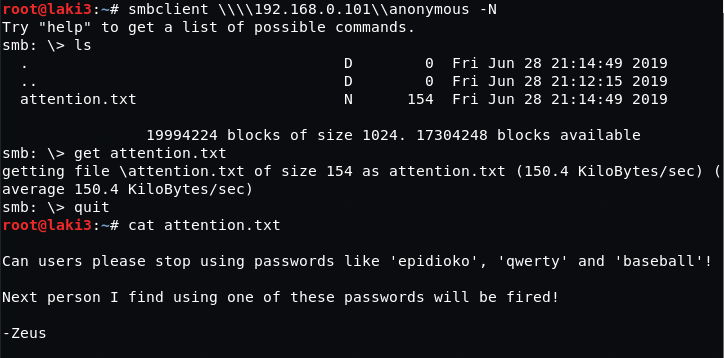 root@laki3:~# smbclient \\\\192.168.0.101\\anonymous -N
Try "help" to get a list of possible commands.
smb: \> ls
  .                                   D        0  Fri Jun 28 21:14:49 2019
  ..                                  D        0  Fri Jun 28 21:12:15 2019
  attention.txt                       N      154  Fri Jun 28 21:14:49 2019

                19994224 blocks of size 1024. 17304248 blocks available
smb: \> get attention.txt
getting file \attention.txt of size 154 as attention.txt (150.4 KiloBytes/sec) (
average 150.4 KiloBytes/sec)
smb: \> quit
root@laki3:~# cat attention.txt

Can users please stop using passwords like 'epidioko', 'qwerty' and 'baseball'!

Next person I find using one of these passwords will be fired!

-Zeus